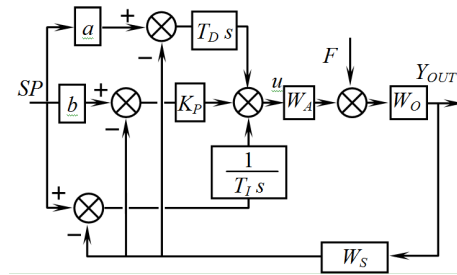 a
+
T_D s
−
F
Y_OUT
SP
b
+
K_P
u
W_A
W_O
−
1
T_I s
+
−
W_S